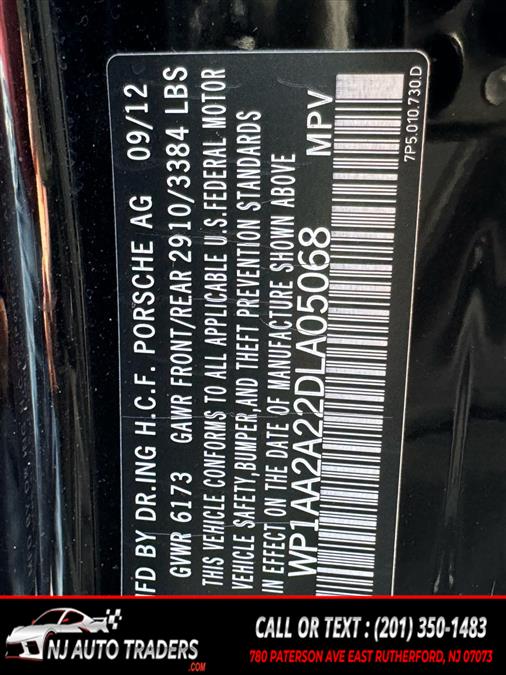 MFD BY DR.ING H.C.F. PORSCHE AG 09/12
GVWR 6173 GAWR FRONT/REAR 2910/3384 LBS
THIS VEHICLE CONFORMS TO ALL APPLICABLE U.S.FEDERAL MOTOR
VEHICLE SAFETY,BUMPER,AND THEFT PREVENTION STANDARDS
IN EFFECT ON THE DATE OF MANUFACTURE SHOWN ABOVE
WP1AA2A22DLA05068 MPV
7P5.010.730.D
NJ AUTO TRADERS
.COM
CALL OR TEXT : (201) 350-1483
780 PATERSON AVE EAST RUTHERFORD, NJ 07073